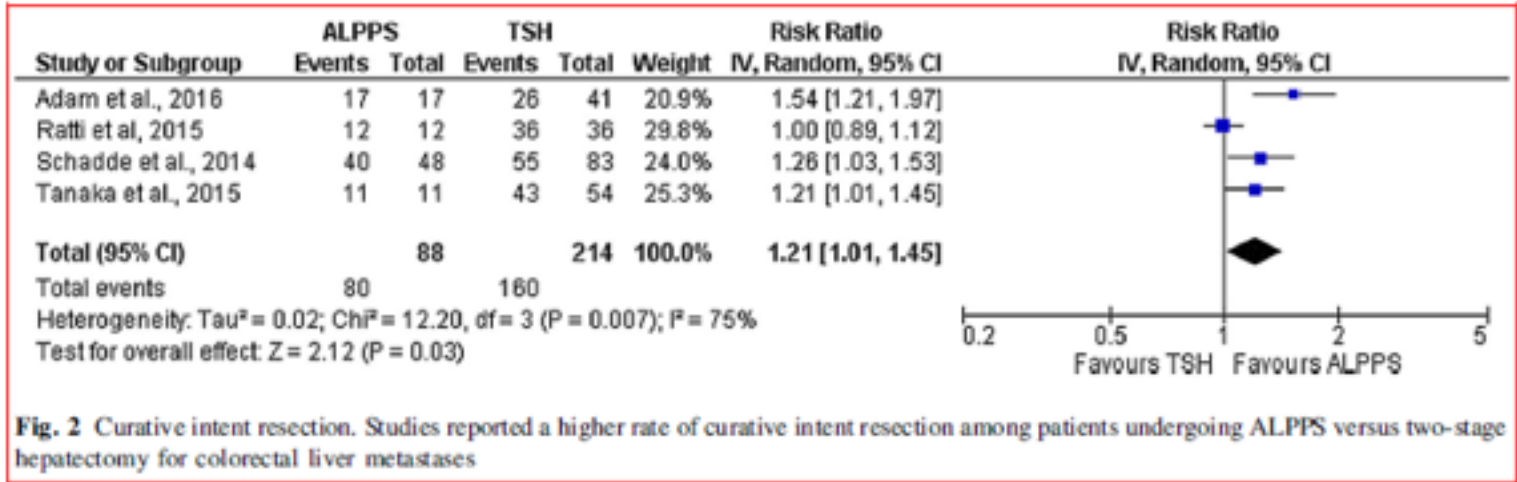 ALPPS TSH Risk Ratio Risk Ratio
Study or Subgroup Events Total Events Total Weight IV, Random, 95% CI IV, Random, 95% CI
Adam et al., 2016 17 17 26 41 20.9% 1.54 [1.21, 1.97]
Ratti et al, 2015 12 12 36 36 29.8% 1.00 [0.89, 1.12]
Schadde et al., 2014 40 48 55 83 24.0% 1.26 [1.03, 1.53]
Tanaka et al., 2015 11 11 43 54 25.3% 1.21 [1.01, 1.45]
Total (95% CI) 88 214 100.0% 1.21 [1.01, 1.45]
Total events 80 160
Heterogeneity: Tau² = 0.02; Chi² = 12.20, df = 3 (P = 0.007); I² = 75%
Test for overall effect: Z = 2.12 (P = 0.03)
0.2 0.5 1 2 5
Favours TSH Favours ALPPS
Fig. 2 Curative intent resection. Studies reported a higher rate of curative intent resection among patients undergoing ALPPS versus two-stage
hepatectomy for colorectal liver metastases